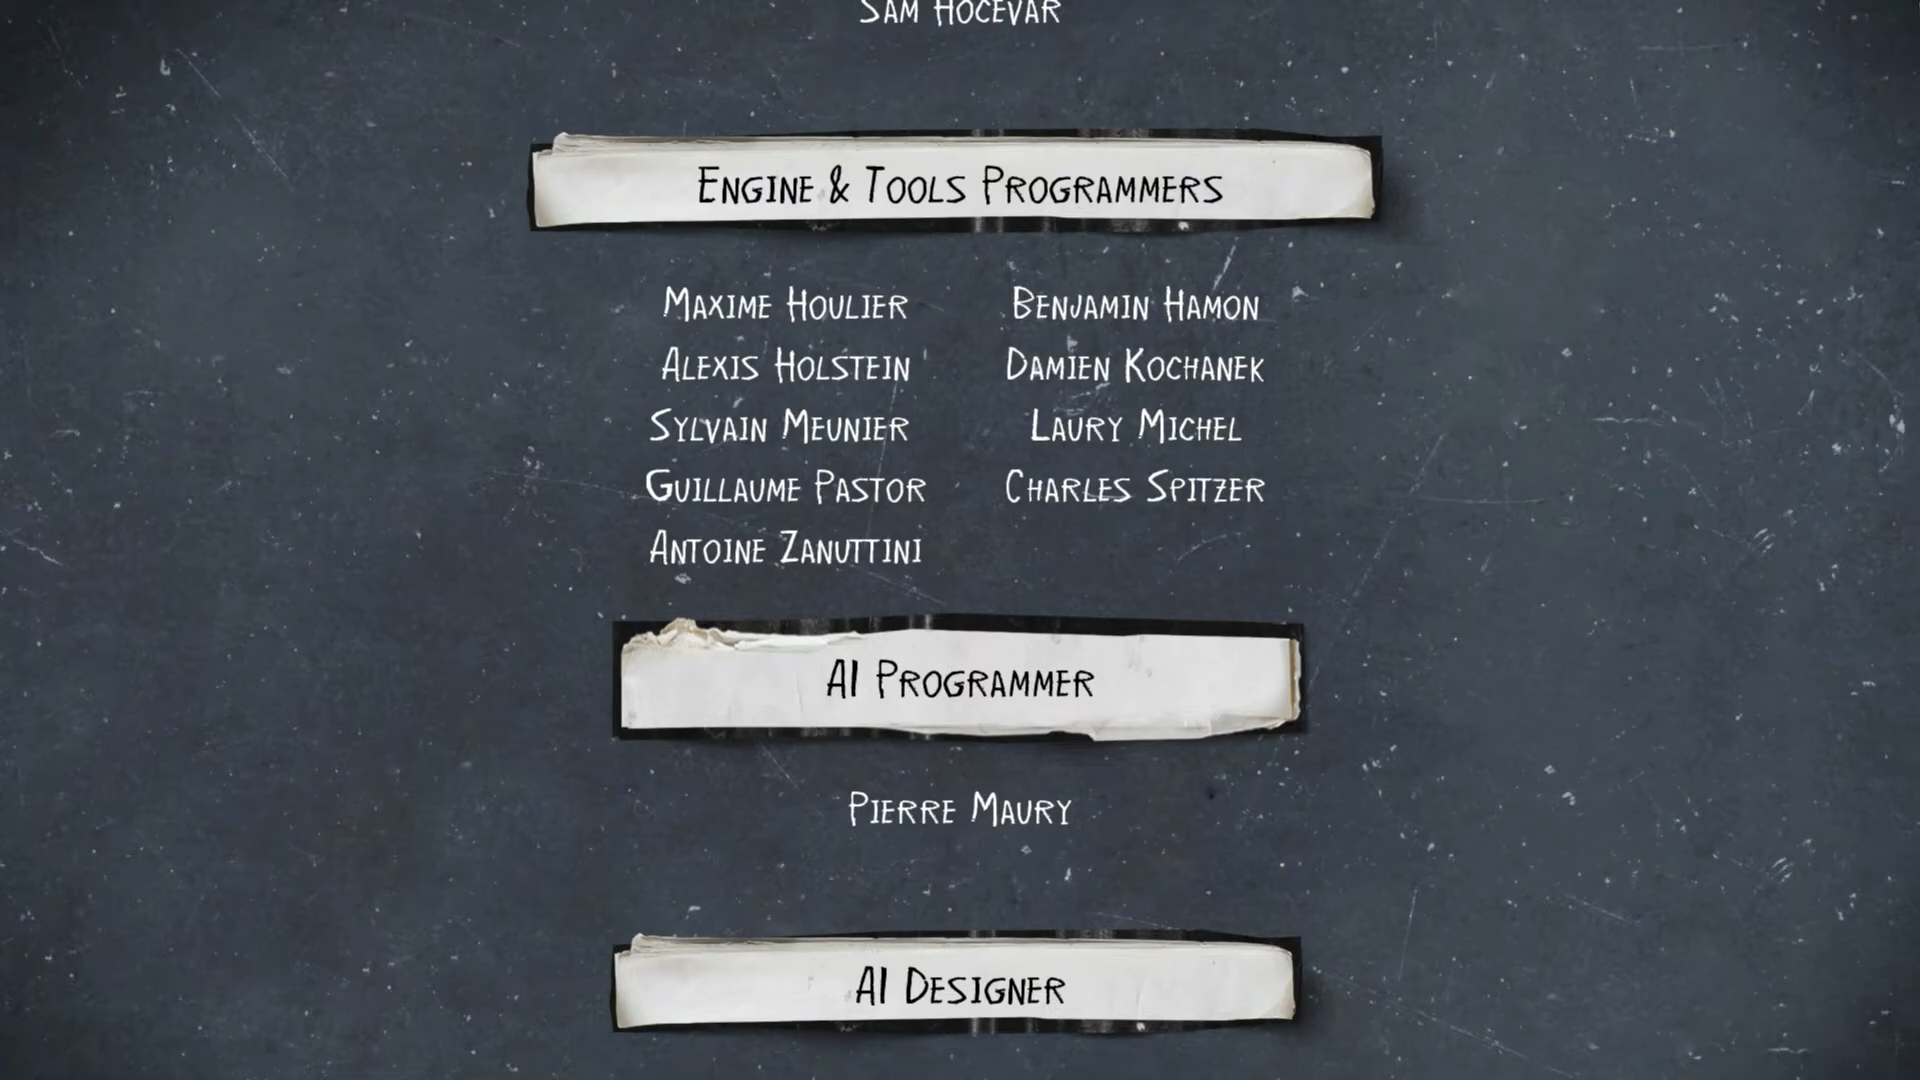 Sam Hocevar
Engine & Tools Programmers
Maxime Houlier
Benjamin Hamon
Alexis Holstein
Damien Kochanek
Sylvain Meunier
Laury Michel
Guillaume Pastor
Charles Spitzer
Antoine Zanuttini
AI Programmer
Pierre Maury
AI Designer